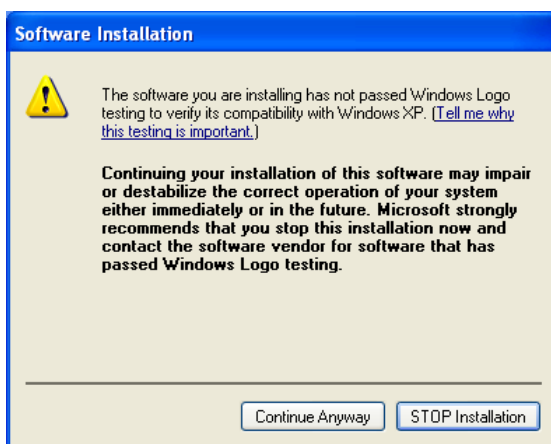 Software Installation
The software you are installing has not passed Windows Logo
testing to verify its compatibility with Windows XP. (Tell me why
this testing is important.)
Continuing your installation of this software may impair
or destabilize the correct operation of your system
either immediately or in the future. Microsoft strongly
recommends that you stop this installation now and
contact the software vendor for software that has
passed Windows Logo testing.
Continue Anyway
STOP Installation